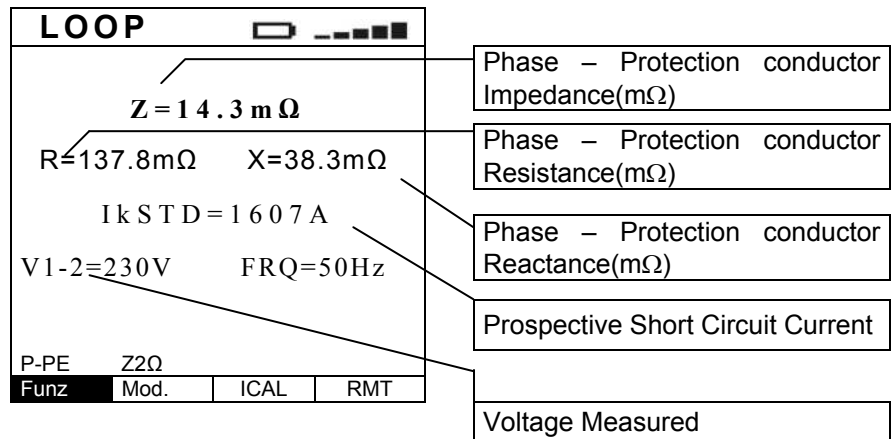 LOOP
Z=14.3mΩ
R=137.8mΩ X=38.3mΩ
IkSTD=1607A
V1-2=230V FRQ=50Hz
P-PE Z2Ω
Funz Mod. ICAL RMT
Phase – Protection conductor
Impedance(mΩ)
Phase – Protection conductor
Resistance(mΩ)
Phase – Protection conductor
Reactance(mΩ)
Prospective Short Circuit Current
Voltage Measured